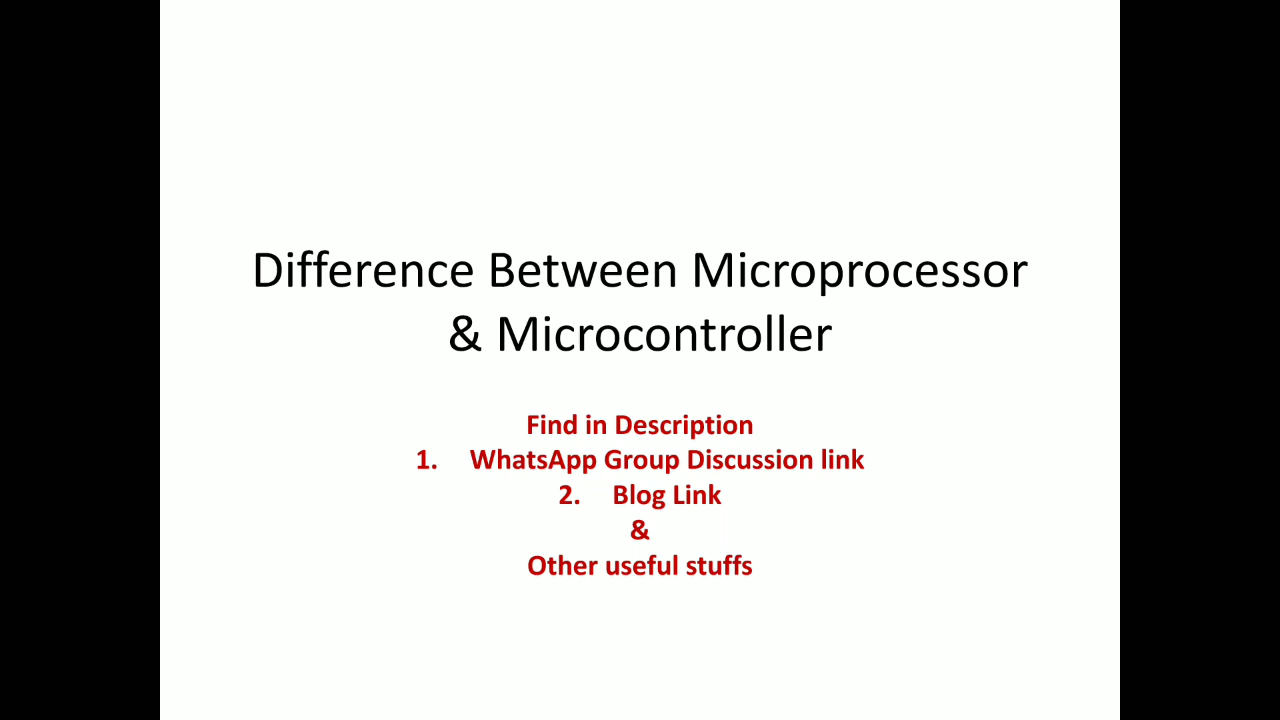 Difference Between Microprocessor
& Microcontroller
Find in Description
1. WhatsApp Group Discussion link
2. Blog Link
&
Other useful stuffs